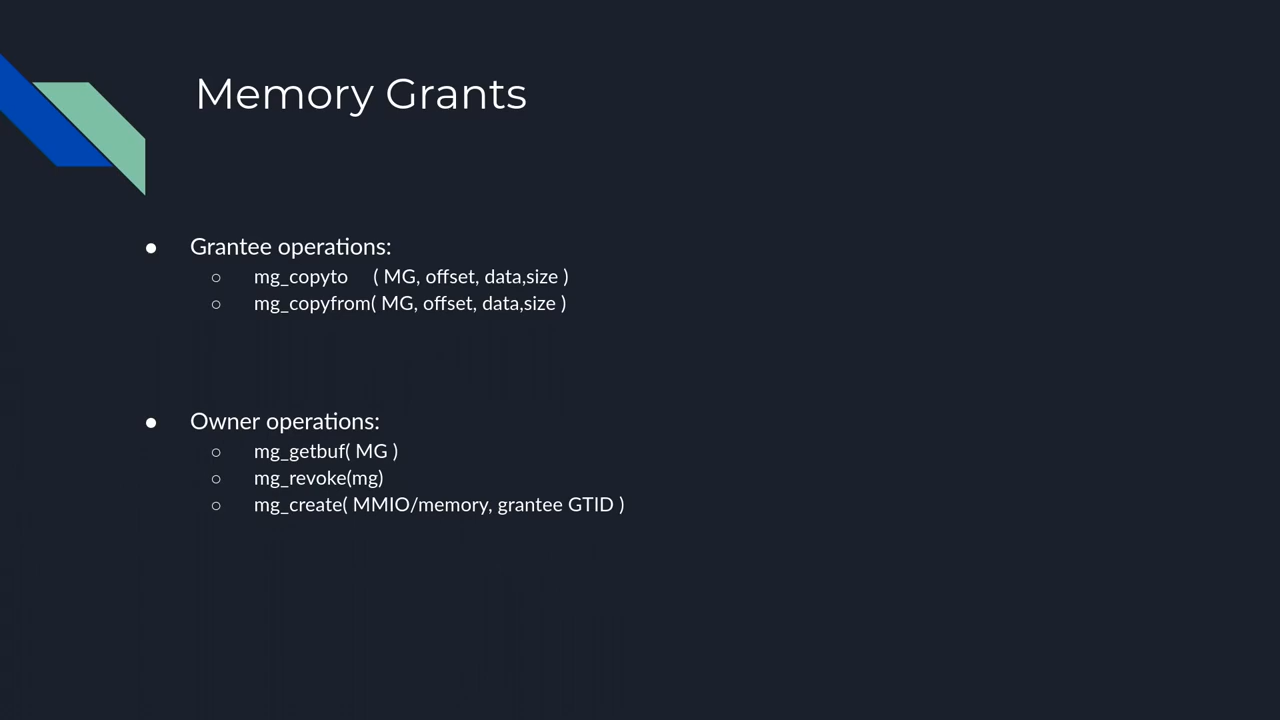 Memory Grants
● Grantee operations:
○ mg_copyto ( MG, offset, data,size )
○ mg_copyfrom( MG, offset, data,size )
● Owner operations:
○ mg_getbuf( MG )
○ mg_revoke(mg)
○ mg_create( MMIO/memory, grantee GTID )